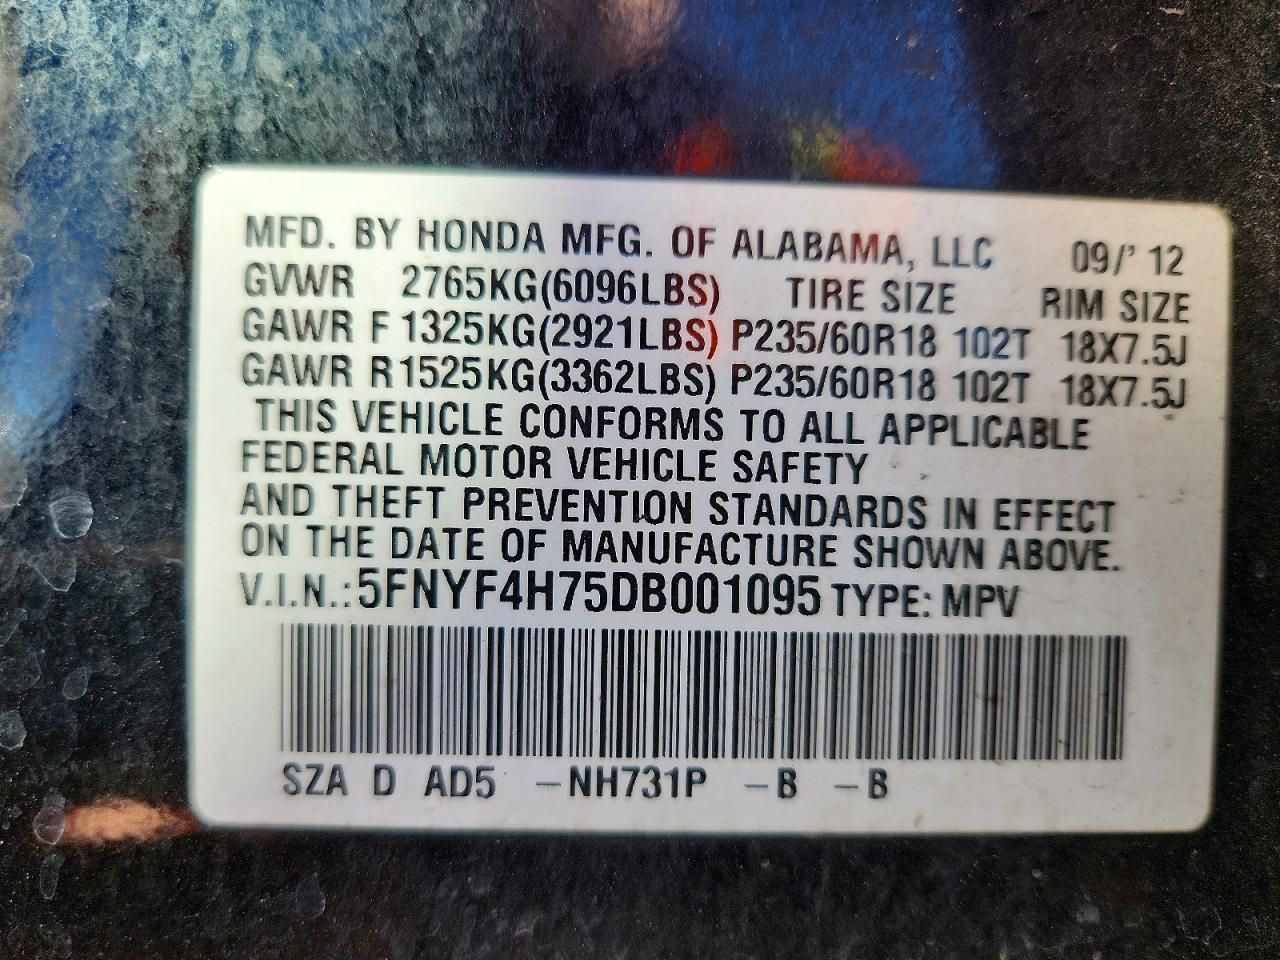 MFD. BY HONDA MFG. OF ALABAMA, LLC 09/' 12
GVWR 2765KG(6096LBS) TIRE SIZE RIM SIZE
GAWR F 1325KG(2921LBS) P235/60R18 102T 18X7.5J
GAWR R 1525KG(3362LBS) P235/60R18 102T 18X7.5J
THIS VEHICLE CONFORMS TO ALL APPLICABLE
FEDERAL MOTOR VEHICLE SAFETY
AND THEFT PREVENTION STANDARDS IN EFFECT
ON THE DATE OF MANUFACTURE SHOWN ABOVE.
V.I.N.: 5FNYF4H75DB001095 TYPE: MPV
SZA D AD5 -NH731P -B -B